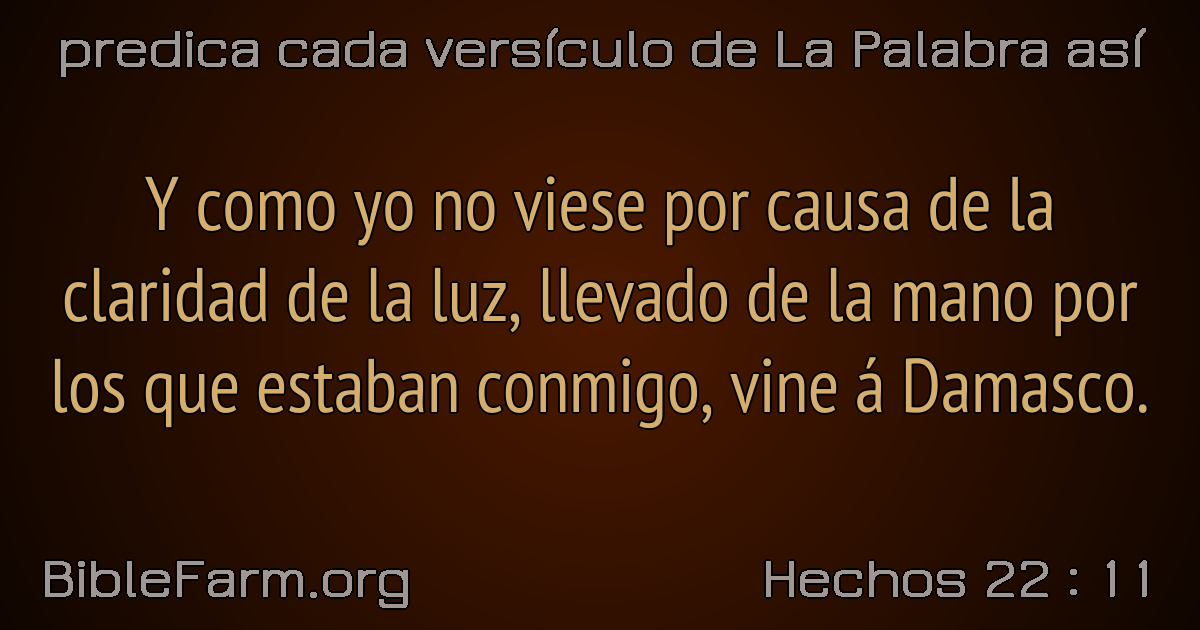 predica cada versículo de La Palabra así
Y como yo no viese por causa de la
claridad de la luz, llevado de la mano por
los que estaban conmigo, vine á Damasco.
BibleFarm.org
Hechos 22 : 11